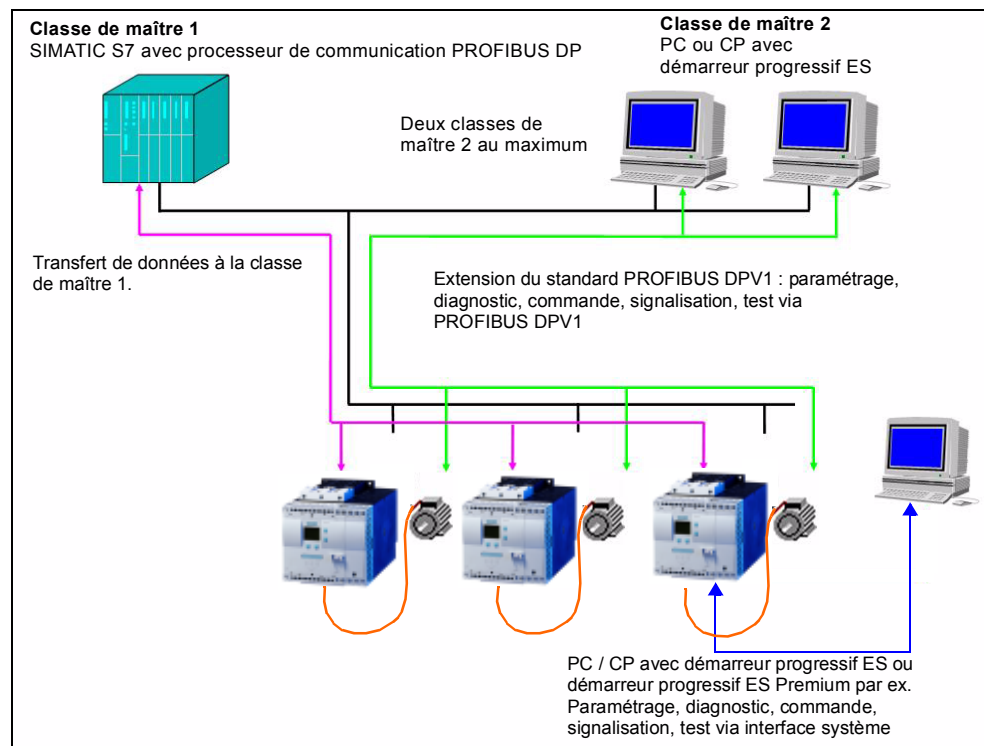 Classe de maître 1
SIMATIC S7 avec processeur de communication PROFIBUS DP
Classe de maître 2
PC ou CP avec
démarreur progressif ES
Deux classes de
maître 2 au maximum
Transfert de données à la classe
de maître 1.
Extension du standard PROFIBUS DPV1 : paramétrage,
diagnostic, commande, signalisation, test via
PROFIBUS DPV1
PC / CP avec démarreur progressif ES ou
démarreur progressif ES Premium par ex.
Paramétrage, diagnostic, commande,
signalisation, test via interface système